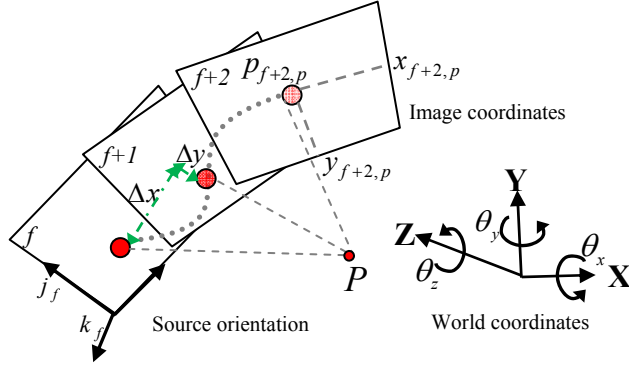 f+2
p_{f+2,p}
x_{f+2,p}
Image coordinates
f+1
Δy
y_{f+2,p}
Δx
Y
f
Z
θ_y
θ_x
j_f
P
θ_z
X
k_f
Source orientation
World coordinates